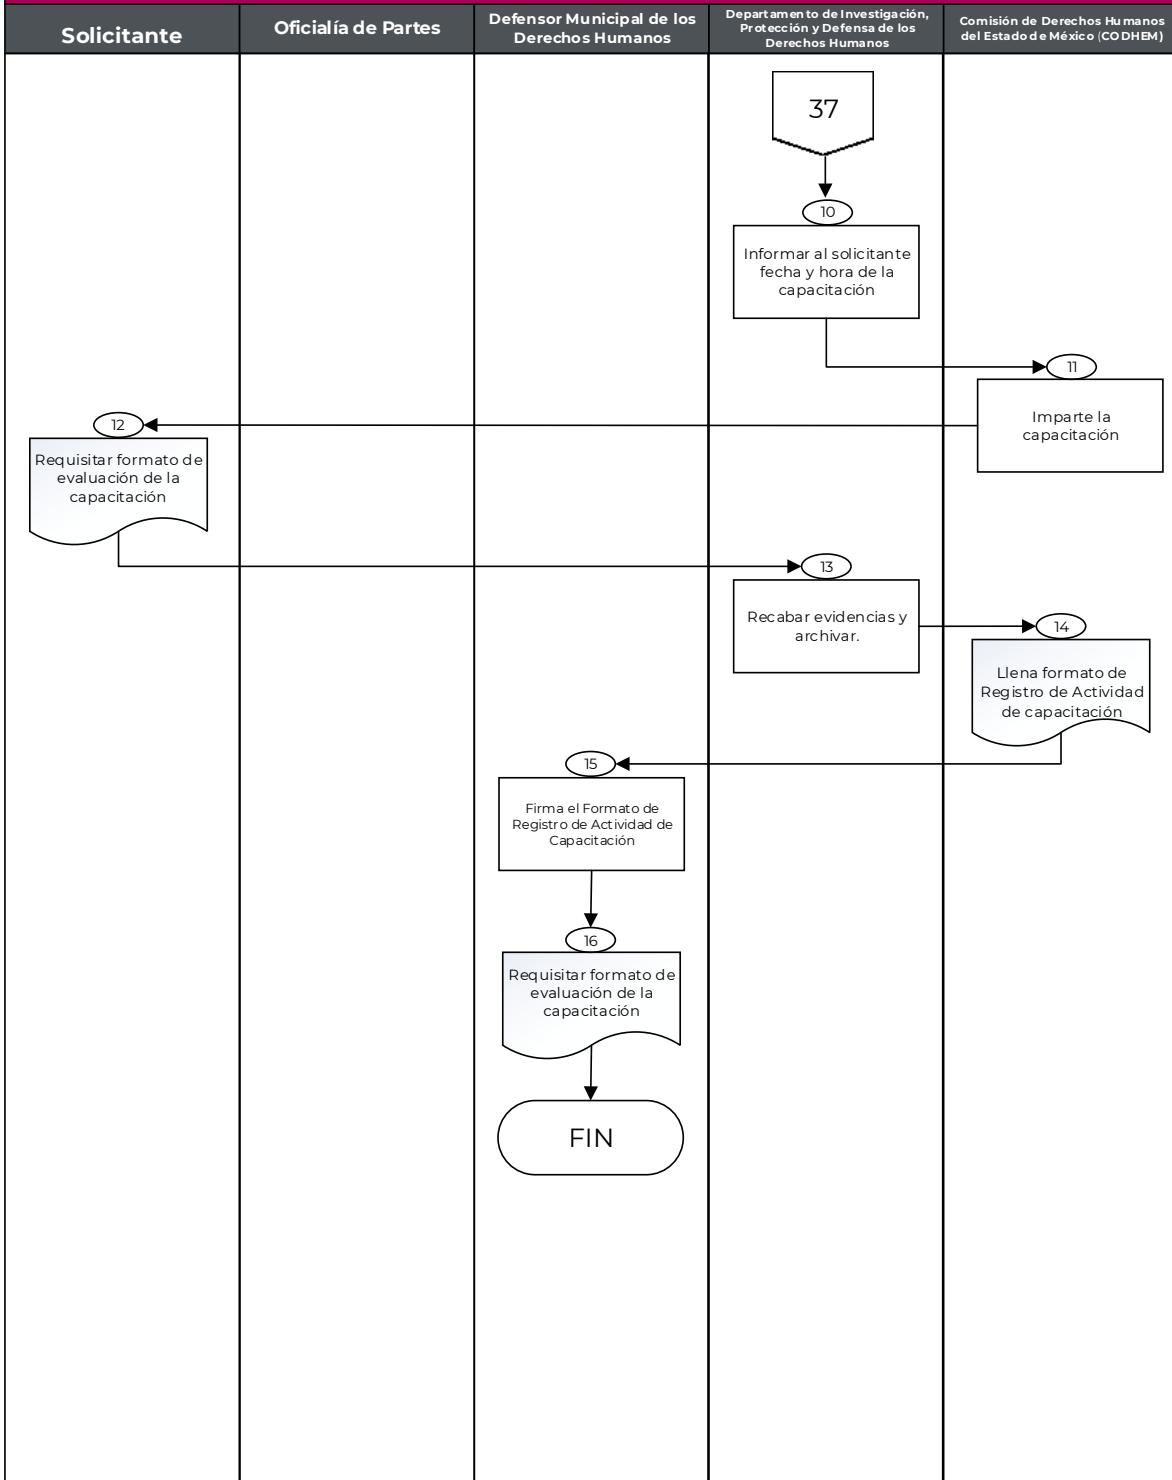 Solicitante
Oficialía de Partes
Defensor Municipal de los
Derechos Humanos
Departamento de Investigación,
Protección y Defensa de los
Derechos Humanos
Comisión de Derechos Humanos
del Estado de México (CODHEM)
37
10
Informar al solicitante
fecha y hora de la
capacitación
11
Imparte la
capacitación
12
Requisitar formato de
evaluación de la
capacitación
13
Recabar evidencias y
archivar.
14
Llena formato de
Registro de Actividad
de capacitación
15
Firma el Formato de
Registro de Actividad de
Capacitación
16
Requisitar formato de
evaluación de la
capacitación
FIN